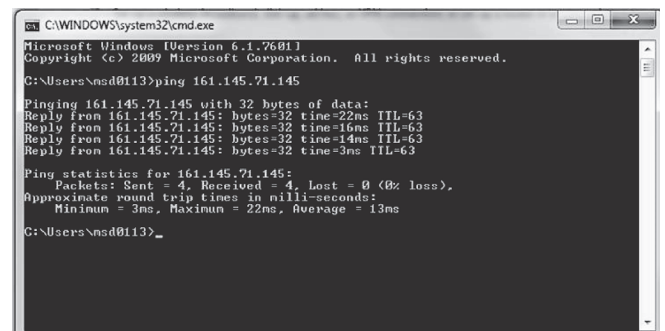 C:\WINDOWS\system32\cmd.exe
Microsoft Windows [Version 6.1.7601]
Copyright (c) 2009 Microsoft Corporation.  All rights reserved.
C:\Users\msd0113>ping 161.145.71.145
Pinging 161.145.71.145 with 32 bytes of data:
Reply from 161.145.71.145: bytes=32 time=22ms TTL=63
Reply from 161.145.71.145: bytes=32 time=16ms TTL=63
Reply from 161.145.71.145: bytes=32 time=14ms TTL=63
Reply from 161.145.71.145: bytes=32 time=3ms TTL=63
Ping statistics for 161.145.71.145:
    Packets: Sent = 4, Received = 4, Lost = 0 (0% loss),
Approximate round trip times in milli-seconds:
    Minimum = 3ms, Maximum = 22ms, Average = 13ms
C:\Users\msd0113>_